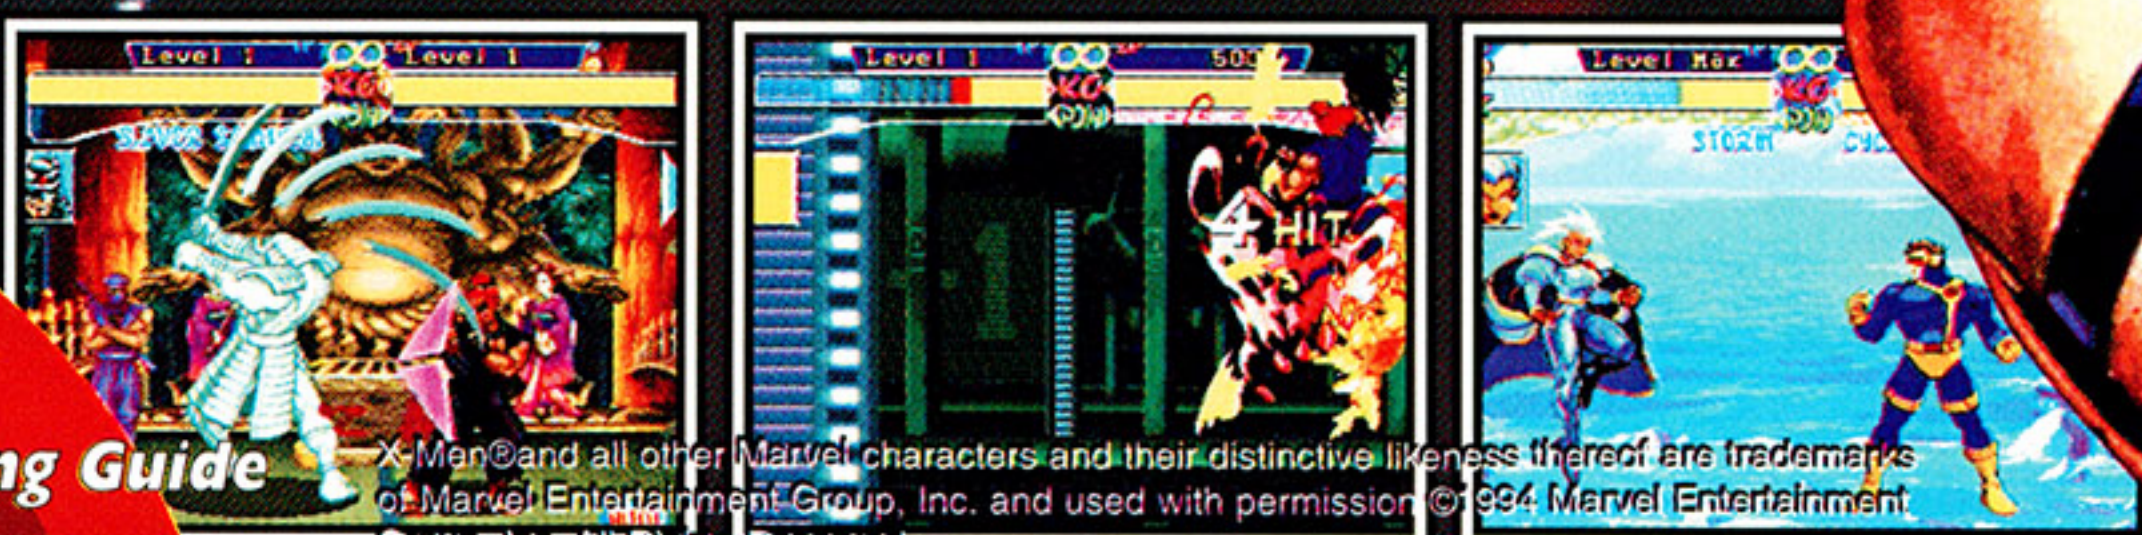 Level 1
Level 1
KO
Level 1
500
KO
4 HIT
Level Max
KO
STORM CYC
ng Guide
X-Men® and all other Marvel characters and their distinctive likeness thereof are trademarks
of Marvel Entertainment Group, Inc. and used with permission ©1994 Marvel Entertainment